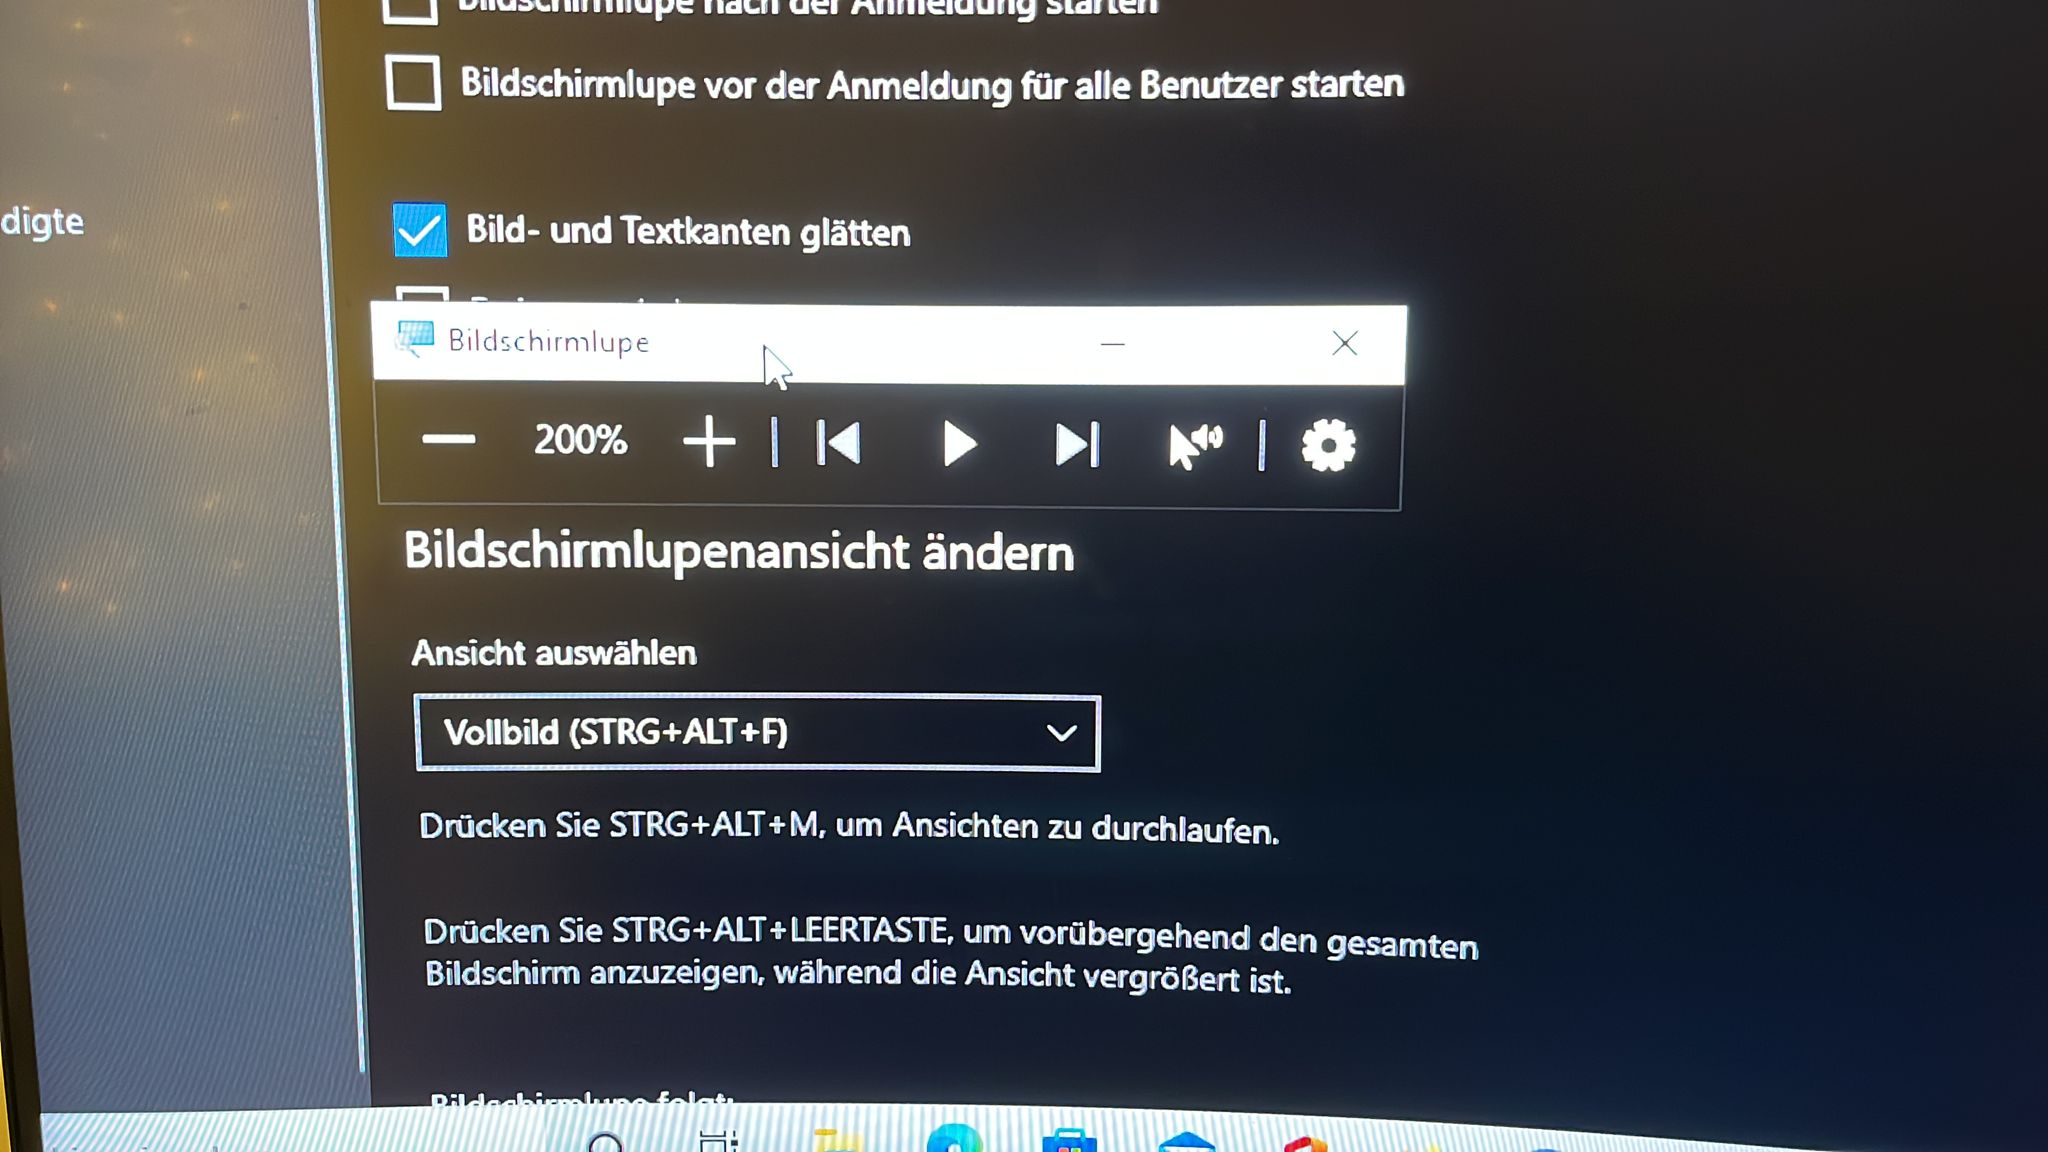 Bildschirmlupe nach der Anmeldung starten
Bildschirmlupe vor der Anmeldung für alle Benutzer starten
digte
Bild- und Textkanten glätten
Bildschirmlupe
200%
Bildschirmlupenansicht ändern
Ansicht auswählen
Vollbild (STRG+ALT+F)
Drücken Sie STRG+ALT+M, um Ansichten zu durchlaufen.
Drücken Sie STRG+ALT+LEERTASTE, um vorübergehend den gesamten
Bildschirm anzuzeigen, während die Ansicht vergrößert ist.
Bildschirmlupe folgt: